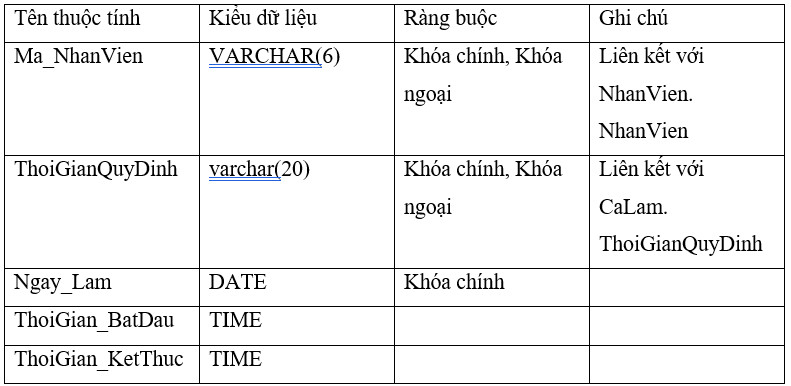 Tên thuộc tính Kiểu dữ liệu Ràng buộc Ghi chú
Ma_NhanVien VARCHAR(6) Khóa chính, Khóa Liên kết với
ngoại NhanVien.
NhanVien
ThoiGianQuyDinh varchar(20) Khóa chính, Khóa Liên kết với
ngoại CaLam.
ThoiGianQuyDinh
Ngay_Lam DATE Khóa chính
ThoiGian_BatDau TIME
ThoiGian_KetThuc TIME